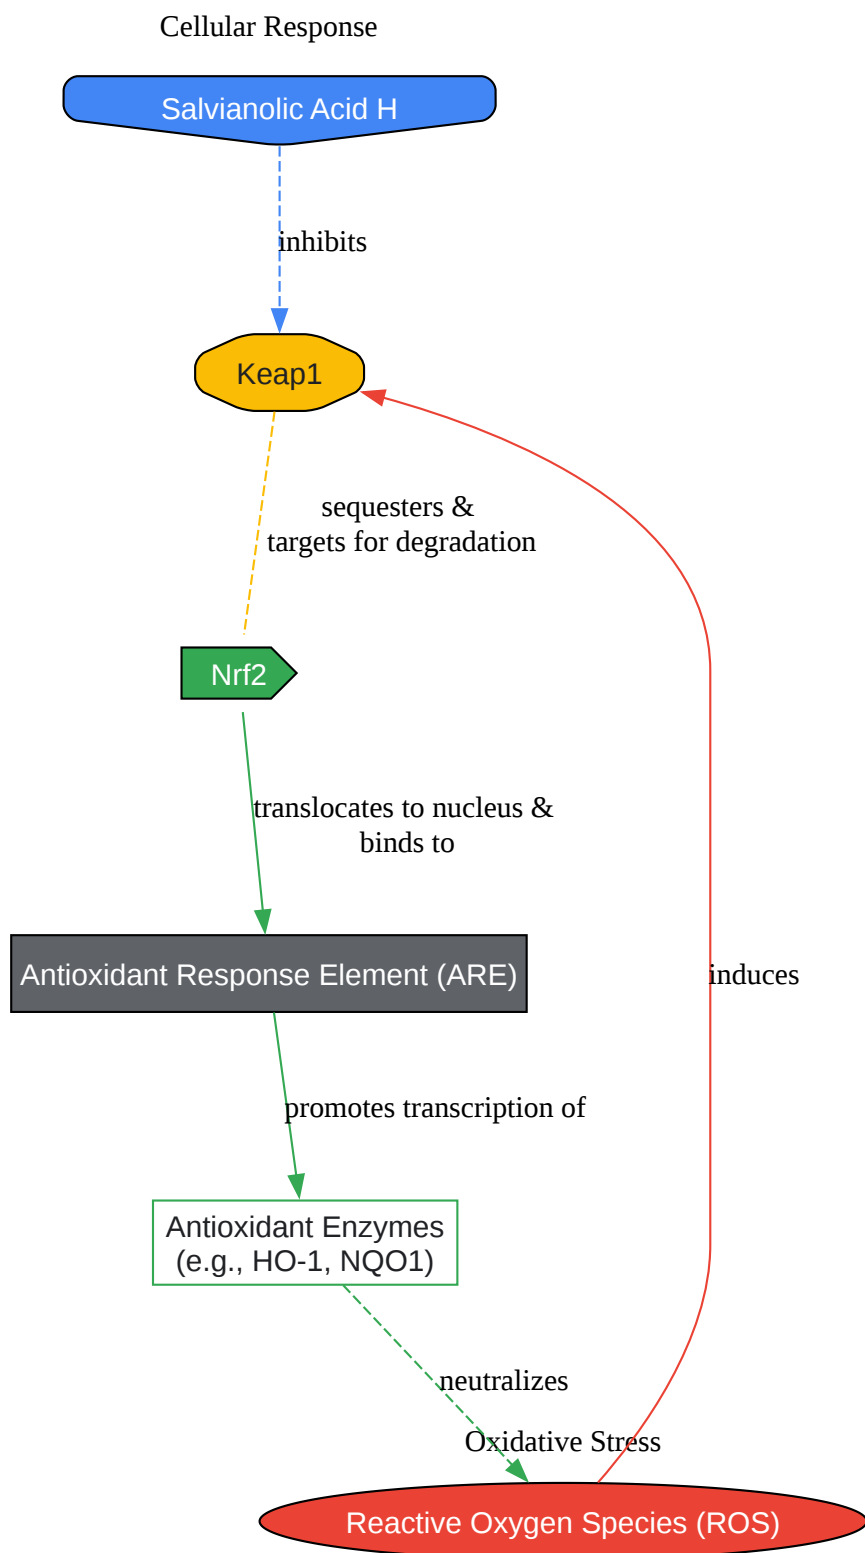 Cellular Response
Salvianolic Acid H
inhibits
Keap1
sequesters &
targets for degradation
Nrf2
translocates to nucleus &
binds to
Antioxidant Response Element (ARE)
induces
promotes transcription of
Antioxidant Enzymes
(e.g., HO-1, NQO1)
neutralizes
Oxidative Stress
Reactive Oxygen Species (ROS)